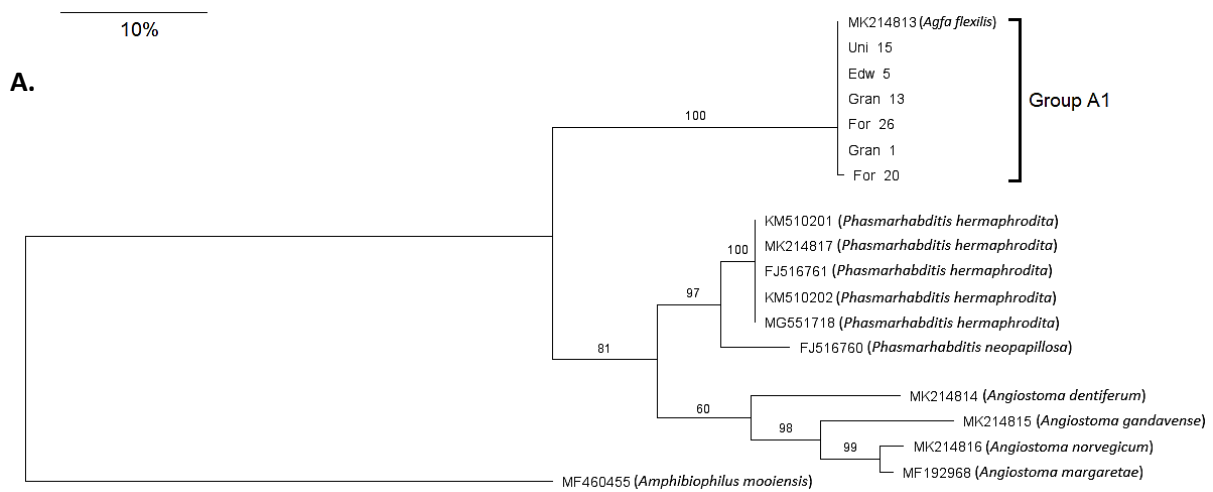 10%
A.
MK214813 (Agfa flexilis)
Uni 15
Edw 5
Gran 13
For 26
Gran 1
For 20
Group A1
100
KM510201 (Phasmarhabditis hermaphrodita)
MK214817 (Phasmarhabditis hermaphrodita)
100
FJ516761 (Phasmarhabditis hermaphrodita)
KM510202 (Phasmarhabditis hermaphrodita)
97
MG551718 (Phasmarhabditis hermaphrodita)
FJ516760 (Phasmarhabditis neopapillosa)
81
MK214814 (Angiostoma dentiferum)
60
MK214815 (Angiostoma gandavense)
98
MK214816 (Angiostoma norvegicum)
99
MF192968 (Angiostoma margaretae)
MF460455 (Amphibiophilus mooiensis)